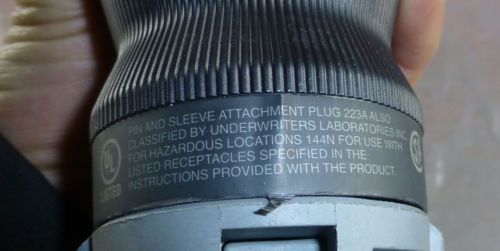 PIN AND SLEEVE ATTACHMENT PLUG 223A ALSO
CLASSIFIED BY UNDERWRITERS LABORATORIES INC.
FOR HAZARDOUS LOCATIONS 144N FOR USE WITH
LISTED RECEPTACLES SPECIFIED IN THE
INSTRUCTIONS PROVIDED WITH THE PRODUCT.
UL
LISTED